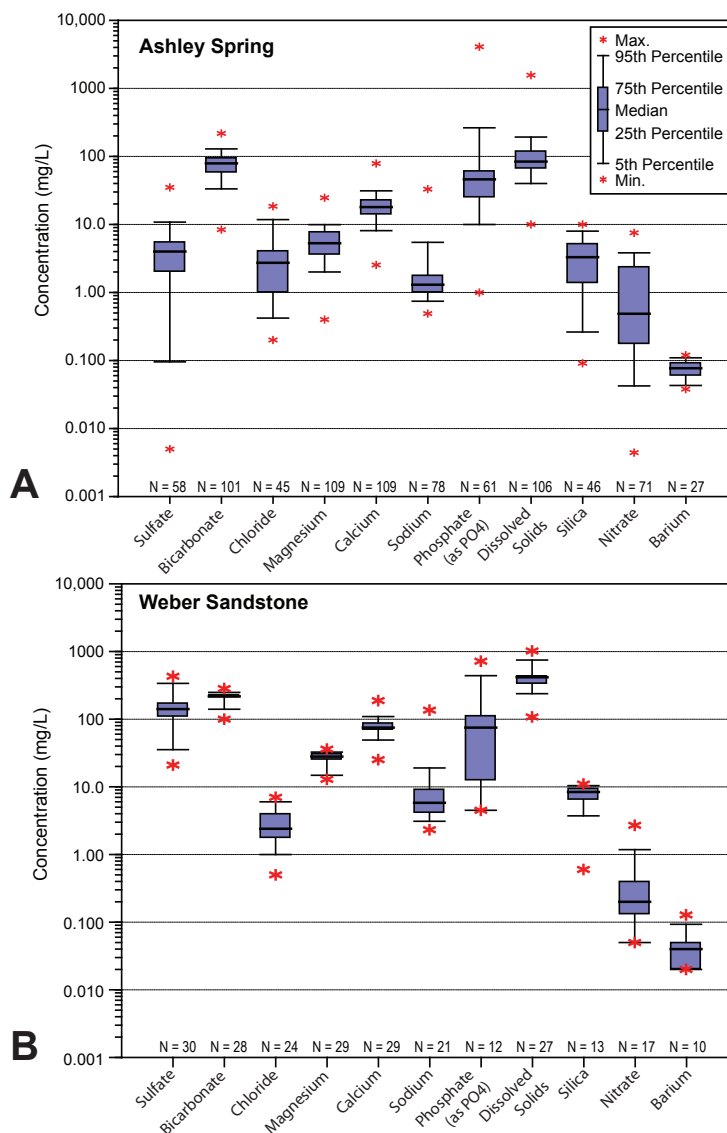 Ashley Spring
* Max.
95th Percentile
75th Percentile
Median
25th Percentile
5th Percentile
* Min.
Concentration (mg/L)
10,000
1000
100
10.0
1.00
0.100
0.010
0.001
A
N = 58 N = 101 N = 45 N = 109 N = 109 N = 78 N = 61 N = 106 N = 46 N = 71 N = 27
Sulfate
Bicarbonate
Chloride
Magnesium
Calcium
Sodium
Phosphate
(as PO4)
Dissolved
Solids
Silica
Nitrate
Barium
Weber Sandstone
Concentration (mg/L)
10,000
1000
100
10.0
1.00
0.100
0.010
0.001
B
N = 30 N = 28 N = 24 N = 29 N = 29 N = 21 N = 12 N = 27 N = 13 N = 17 N = 10
Sulfate
Bicarbonate
Chloride
Magnesium
Calcium
Sodium
Phosphate
(as PO4)
Dissolved
Solids
Silica
Nitrate
Barium